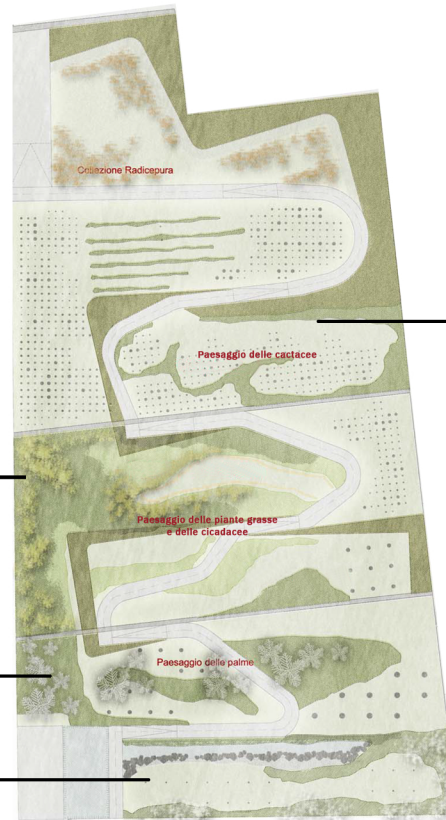 Collezione Radicepura
Paesaggio delle cactacee
Paesaggio delle piante grasse
e delle cicadacee
Paesaggio delle palme